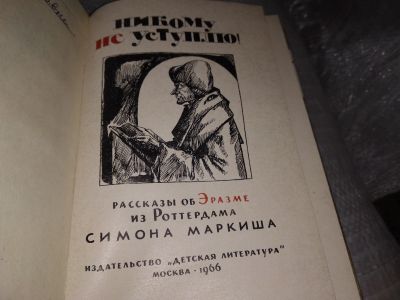 никому
не уступлю!
РАССКАЗЫ ОБ ЭРАЗМЕ
ИЗ РОТТЕРДАМА
СИМОНА МАРКИША
ИЗДАТЕЛЬСТВО „ДЕТСКАЯ ЛИТЕРАТУРА"
МОСКВА · 1966